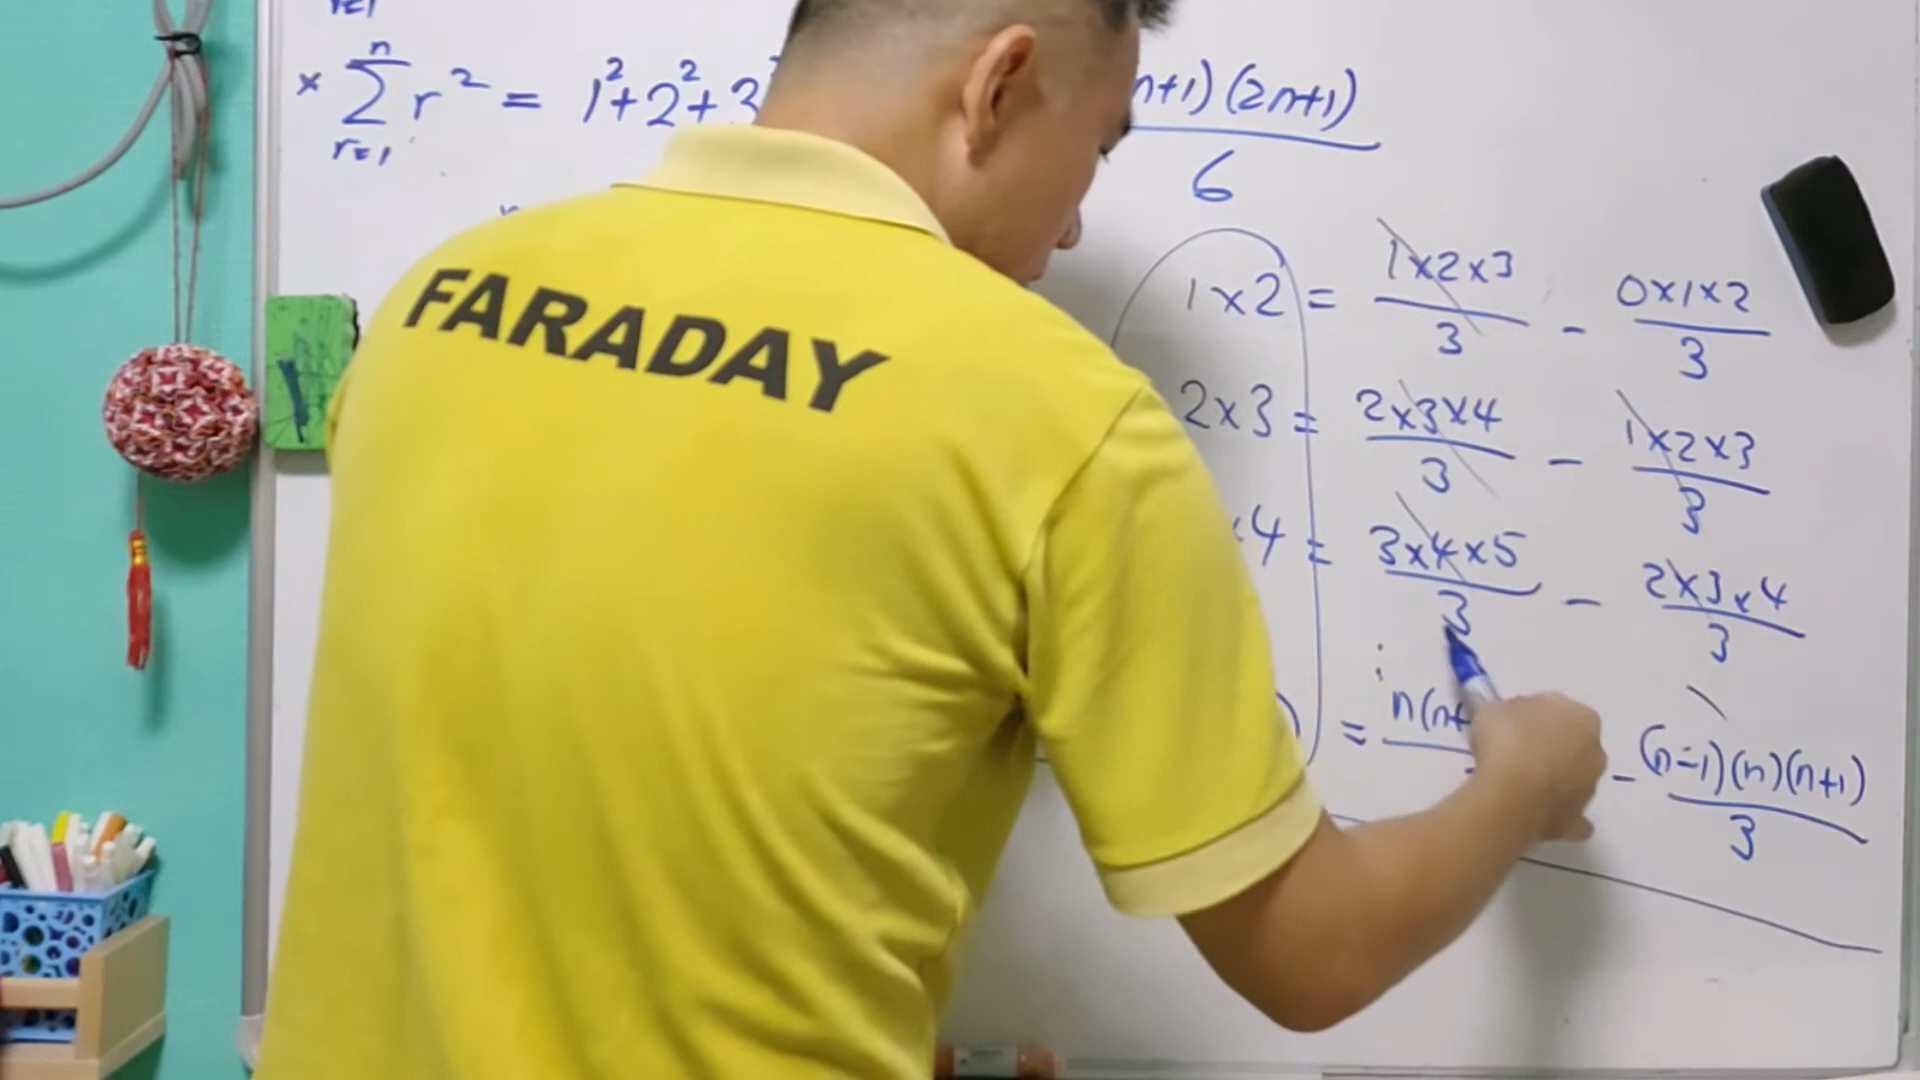 r=1
n
× ∑ r² = 1²+2²+3
r=1
n+1)(2n+1)
6
FARADAY
1×2 = 1×2×3 / 3 - 0×1×2 / 3
2×3 = 2×3×4 / 3 - 1×2×3 / 3
×4 = 3×4×5 / 3 - 2×3×4 / 3
⋮
) = n(n+ - (n-1)(n)(n+1) / 3